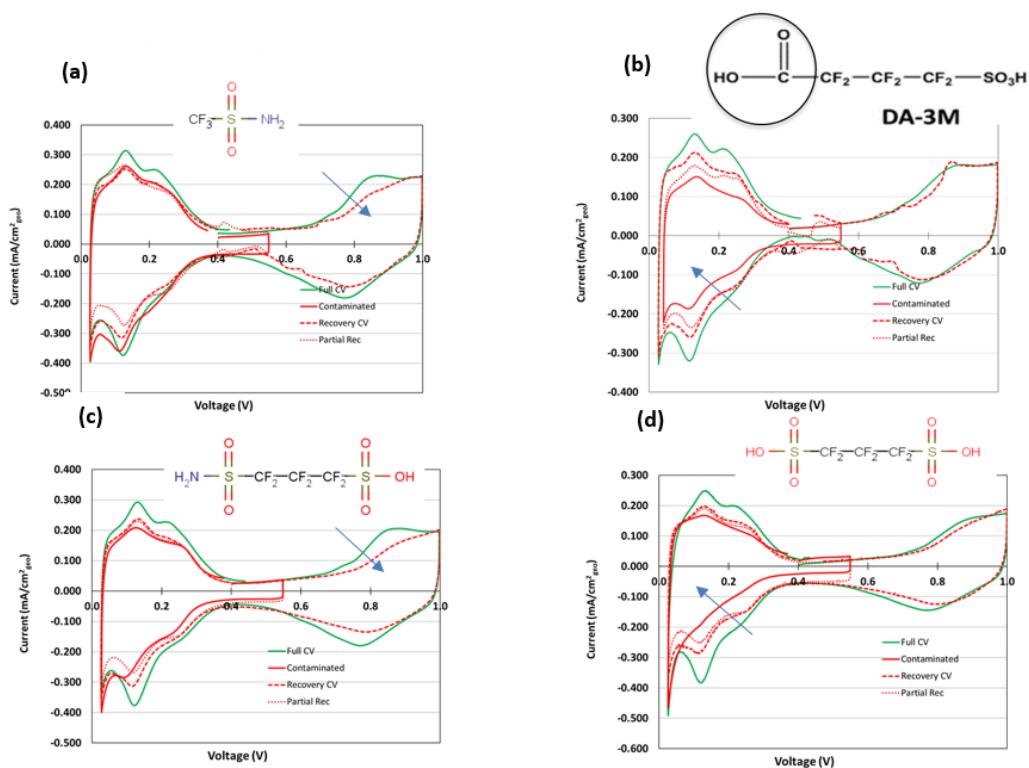 (a)
O
CF3 S NH2
O
0.400
0.300
0.200
0.100
0.000
-0.100
-0.200
-0.300
-0.400
0.0 0.2 0.4 0.6 0.8 1.0
Current (mA/cm²geo)
Full CV
Contaminated
Recovery CV
Partial Rec
Voltage (V)
(b)
O
HO C CF2 CF2 CF2 SO3H
DA-3M
0.300
0.200
0.100
0.000
-0.100
-0.200
-0.300
-0.400
0.0 0.2 0.4 0.6 0.8 1.0
Current (mA/cm²geo)
Full CV
Contaminated
Recovery CV
Partial Rec
Voltage (V)
(c)
O O
H2N S CF2 CF2 CF2 S OH
O O
0.400
0.300
0.200
0.100
0.000
-0.100
-0.200
-0.300
-0.400
-0.500
0.0 0.2 0.4 0.6 0.8 1.0
Current (mA/cm²geo)
Full CV
Contaminated
Recovery CV
Partial Rec
Voltage (V)
(d)
O O
HO S CF2 CF2 CF2 S OH
O O
0.300
0.200
0.100
0.000
-0.100
-0.200
-0.300
-0.400
-0.500
-0.600
0.0 0.2 0.4 0.6 0.8 1.0
Current (mA/cm²geo)
Full CV
Contaminated
Recovery CV
Partial Rec
Voltage (V)